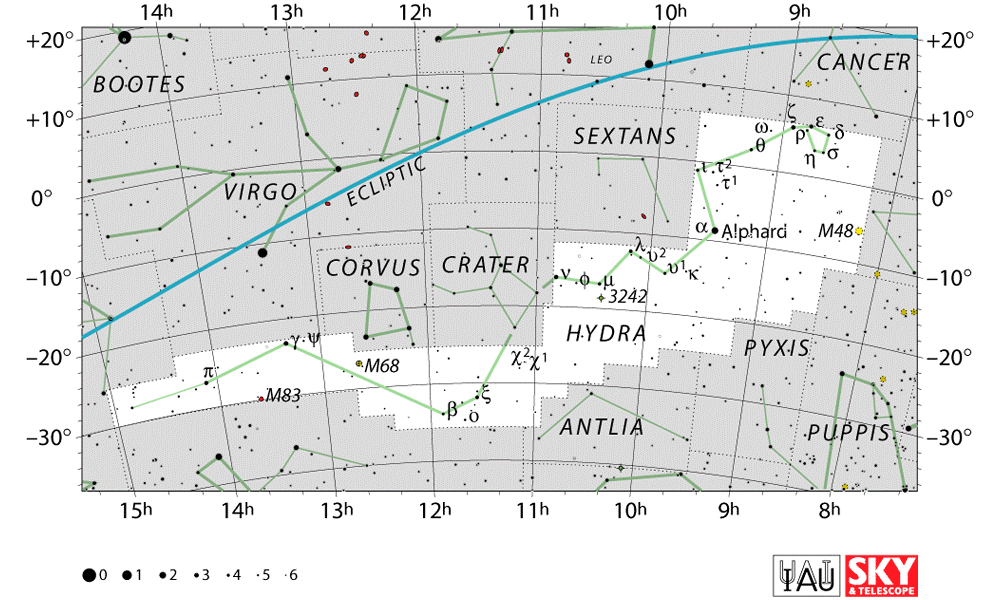 14h 13h 12h 11h 10h 9h
+20° +20°
LEO
CANCER
BOOTES
+10° +10°
SEXTANS
ζ ε
ω ρ δ
θ η σ
ι τ²
τ¹
VIRGO
ECLIPTIC
0° 0°
α Alphard M48
λ υ²
CORVUS CRATER
υ¹ κ
ν φ μ
−10° −10°
3242
HYDRA
PYXIS
γ ψ
−20° −20°
χ² χ¹
π M68
M83 ξ
β ο
ANTLIA PUPPIS
−30° −30°
15h 14h 13h 12h 11h 10h 9h 8h
0 1 2 3 4 5 6
IAU
SKY
& TELESCOPE